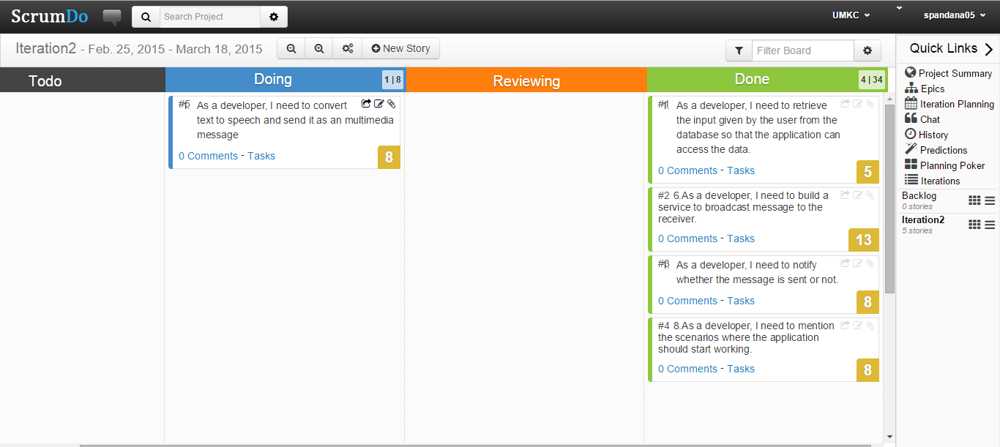 ScrumDo
Search Project
UMKC
spandana05
Iteration2 - Feb. 25, 2015 - March 18, 2015
New Story
Filter Board
Quick Links
Todo
Doing
1 | 8
Reviewing
Done
4 | 34
As a developer, I need to convert
text to speech and send it as an multimedia
message
0 Comments - Tasks
8
#1 As a developer, I need to retrieve
the input given by the user from the
database so that the application can
access the data.
0 Comments - Tasks
5
#2 6.As a developer, I need to build a
service to broadcast message to the
receiver.
0 Comments - Tasks
13
As a developer, I need to notify
whether the message is sent or not.
0 Comments - Tasks
8
#4 8.As a developer, I need to mention
the scenarios where the application
should start working.
0 Comments - Tasks
8
Project Summary
Epics
Iteration Planning
Chat
History
Predictions
Planning Poker
Iterations
Backlog
0 stories
Iteration2
5 stories